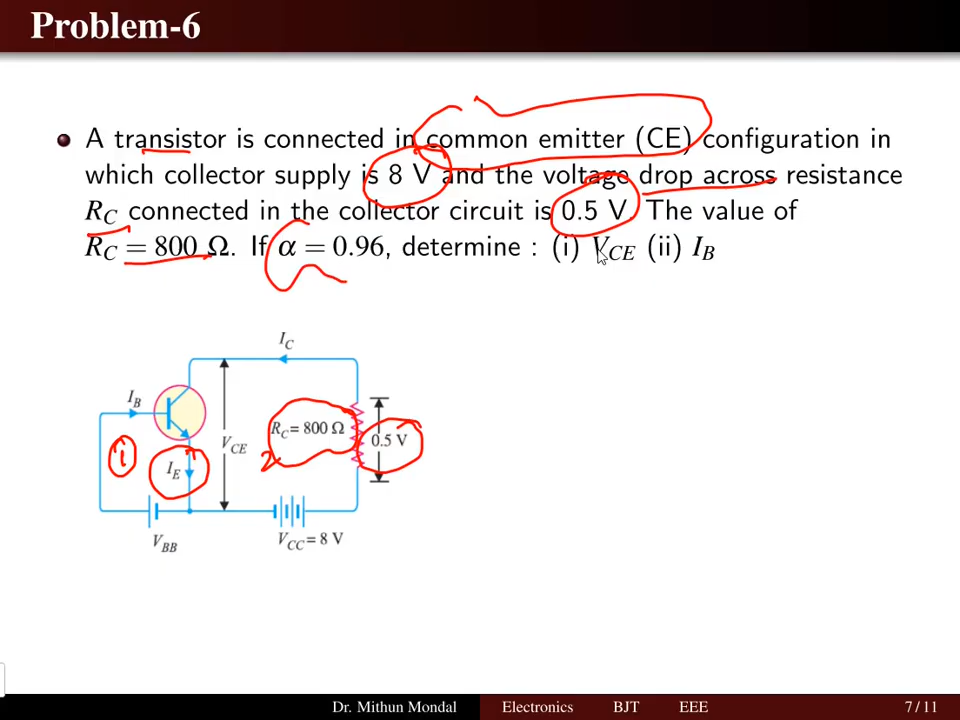 Problem-6
A transistor is connected in common emitter (CE) configuration in
which collector supply is 8 V and the voltage drop across resistance
R_C connected in the collector circuit is 0.5 V. The value of
R_C = 800 Ω. If α = 0.96, determine : (i) V_CE (ii) I_B
I_C
I_B
R_C = 800 Ω
0.5 V
V_CE
1
I_E
2
V_BB
V_CC = 8 V
Dr. Mithun Mondal Electronics BJT EEE 7 / 11